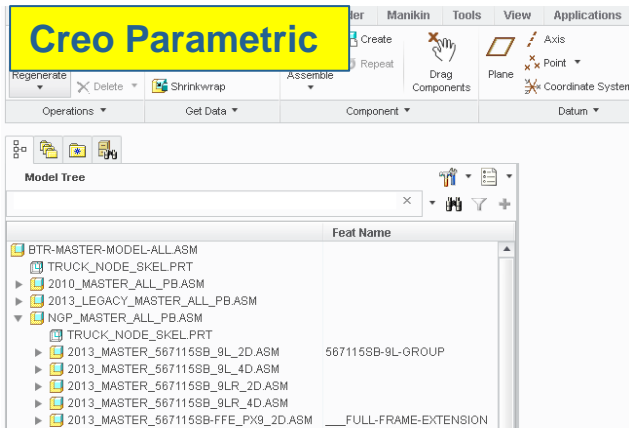 Creo Parametric
der Manikin Tools View Applications
Create
Axis
Repeat
Point
Regenerate
Delete
Shrinkwrap
Assemble
Drag
Components
Plane
Coordinate System
Operations Get Data Component Datum
Model Tree
Feat Name
BTR-MASTER-MODEL-ALL.ASM
TRUCK_NODE_SKEL.PRT
2010_MASTER_ALL_PB.ASM
2013_LEGACY_MASTER_ALL_PB.ASM
NGP_MASTER_ALL_PB.ASM
TRUCK_NODE_SKEL.PRT
2013_MASTER_567115SB_9L_2D.ASM 567115SB-9L-GROUP
2013_MASTER_567115SB_9L_4D.ASM
2013_MASTER_567115SB_9LR_2D.ASM
2013_MASTER_567115SB_9LR_4D.ASM
2013_MASTER_567115SB-FFE_PX9_2D.ASM ___FULL-FRAME-EXTENSION